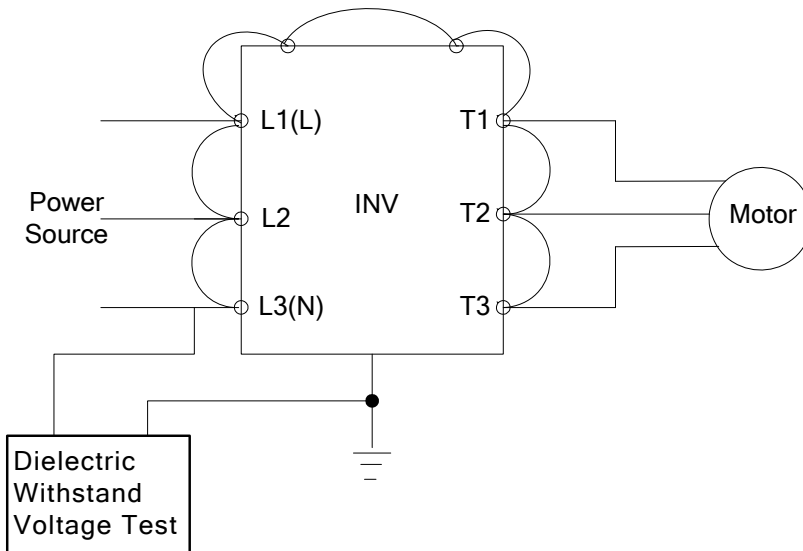 L1(L)
T1
Power
Source
L2
INV
T2
Motor
L3(N)
T3
Dielectric
Withstand
Voltage Test